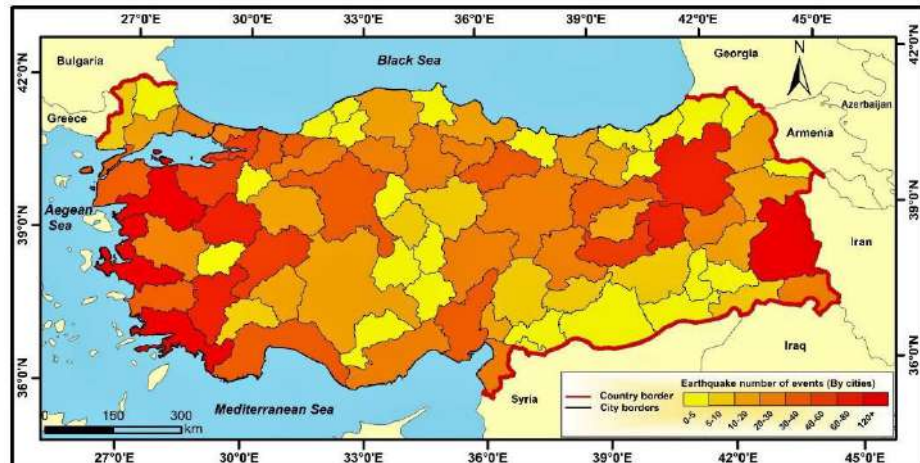 27°0'E 30°0'E 33°0'E 36°0'E 39°0'E 42°0'E 45°0'E
42°0'N
39°0'N
36°0'N
Bulgaria
Black Sea
Georgia
N
Greece
Azerbaijan
Armenia
Aegean
Sea
Iran
Iraq
Syria
Mediterranean Sea
0 150 300
km
Earthquake number of events (By cities)
Country border
City borders
0-5 5-10 10-20 20-30 30-40 40-60 60-80 120+
42°0'N
39°0'N
36°0'N
27°0'E 30°0'E 33°0'E 36°0'E 39°0'E 42°0'E 45°0'E